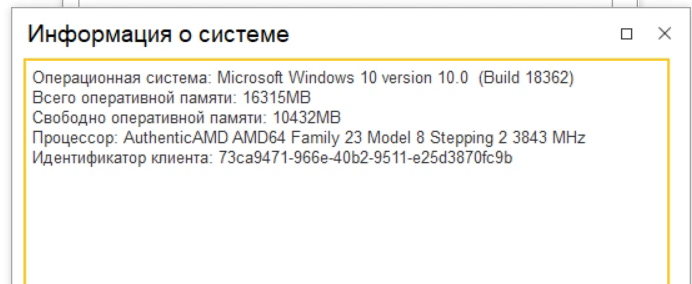 Информация о системе
Операционная система: Microsoft Windows 10 version 10.0  (Build 18362)
Всего оперативной памяти: 16315MB
Свободно оперативной памяти: 10432MB
Процессор: AuthenticAMD AMD64 Family 23 Model 8 Stepping 2 3843 MHz
Идентификатор клиента: 73ca9471-966e-40b2-9511-e25d3870fc9b